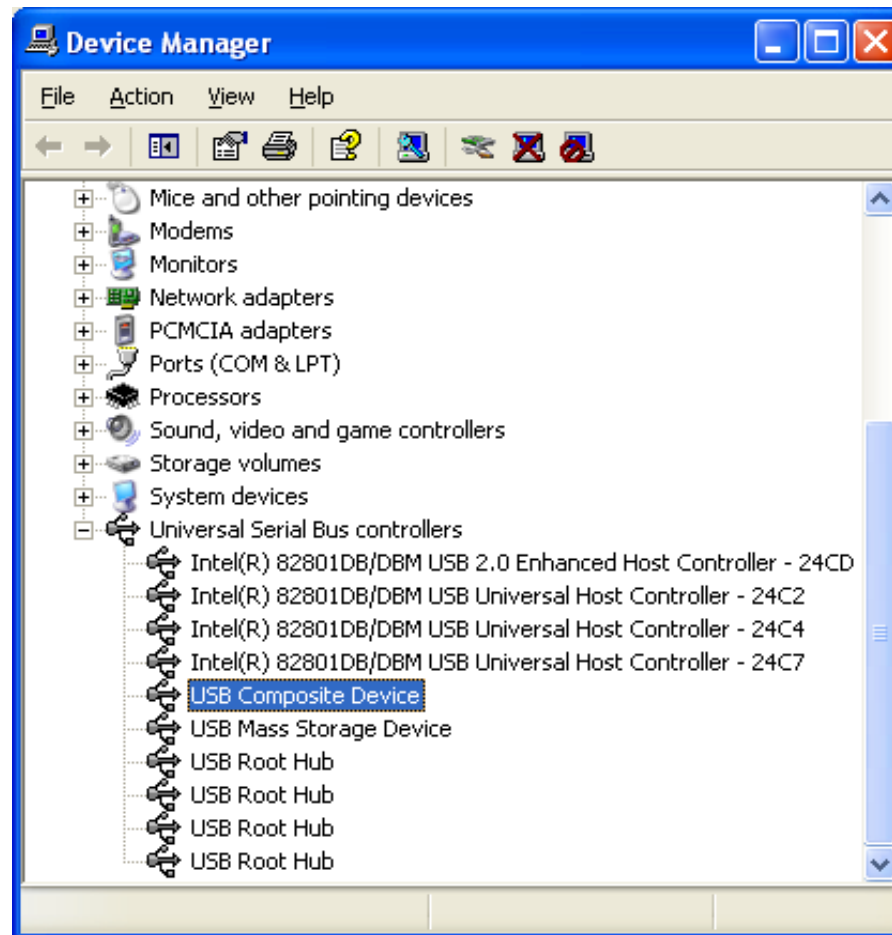 Device Manager
File Action View Help
Mice and other pointing devices
Modems
Monitors
Network adapters
PCMCIA adapters
Ports (COM & LPT)
Processors
Sound, video and game controllers
Storage volumes
System devices
Universal Serial Bus controllers
Intel(R) 82801DB/DBM USB 2.0 Enhanced Host Controller - 24CD
Intel(R) 82801DB/DBM USB Universal Host Controller - 24C2
Intel(R) 82801DB/DBM USB Universal Host Controller - 24C4
Intel(R) 82801DB/DBM USB Universal Host Controller - 24C7
USB Composite Device
USB Mass Storage Device
USB Root Hub
USB Root Hub
USB Root Hub
USB Root Hub